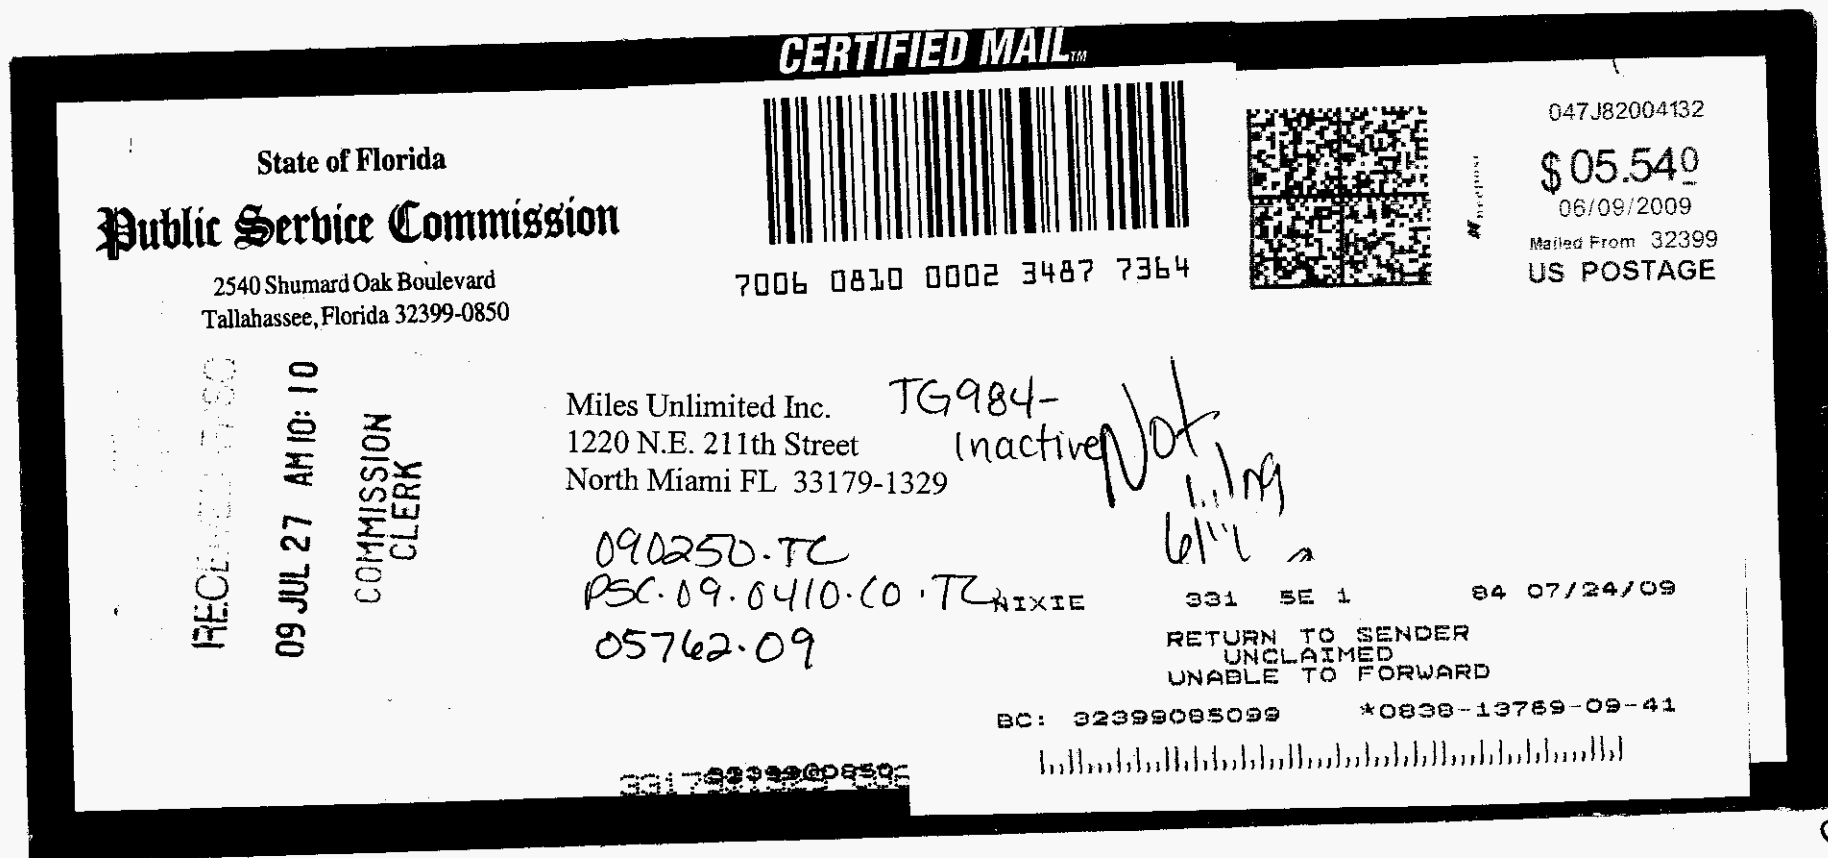 CERTIFIED MAIL™
State of Florida
Public Service Commission
2540 Shumard Oak Boulevard
Tallahassee, Florida 32399-0850
7006 0810 0002 3487 7364
047J82004132
$05.540
06/09/2009
Mailed From 32399
US POSTAGE
neopost
09 JUL 27 AM 10: 10
COMMISSION
CLERK
Miles Unlimited Inc.
1220 N.E. 211th Street
North Miami FL 33179-1329
TG984-
Inactive
Not
090250-TC
PSC-09-0410-CO-TC
05762-09
NIXIE 331 SE 1 84 07/24/09
RETURN TO SENDER
UNCLAIMED
UNABLE TO FORWARD
BC: 32399085099 *0838-13769-09-41